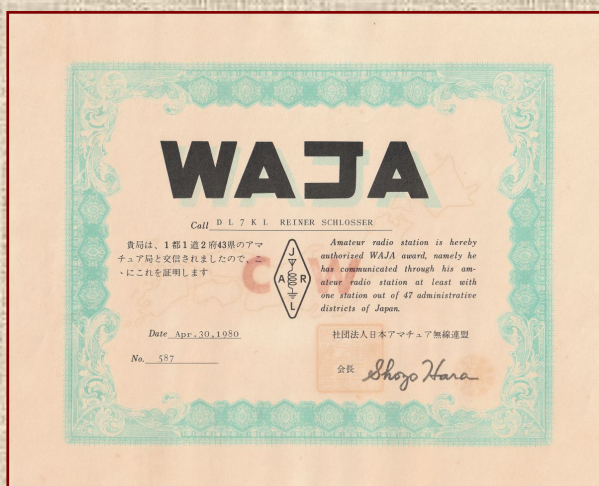 WAJA
Call DL7KL REINER SCHLOSSER
貴局は、1都1道2府43県のアマ
チュア局と交信されましたので、こ
ゝにこれを証明します
CW
J
A R
L
Amateur radio station is hereby
authorized WAJA award, namely he
has communicated through his am-
ateur radio station at least with
one station out of 47 administrative
districts of Japan.
Date Apr.30,1980
No. 587
社団法人日本アマチュア無線連盟
会長 Shozo Hara